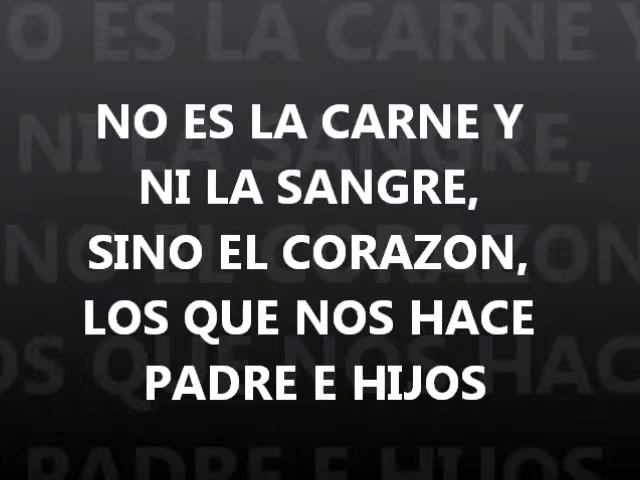 NO ES LA CARNE Y
NI LA SANGRE,
SINO EL CORAZON,
LOS QUE NOS HACE
PADRE E HIJOS